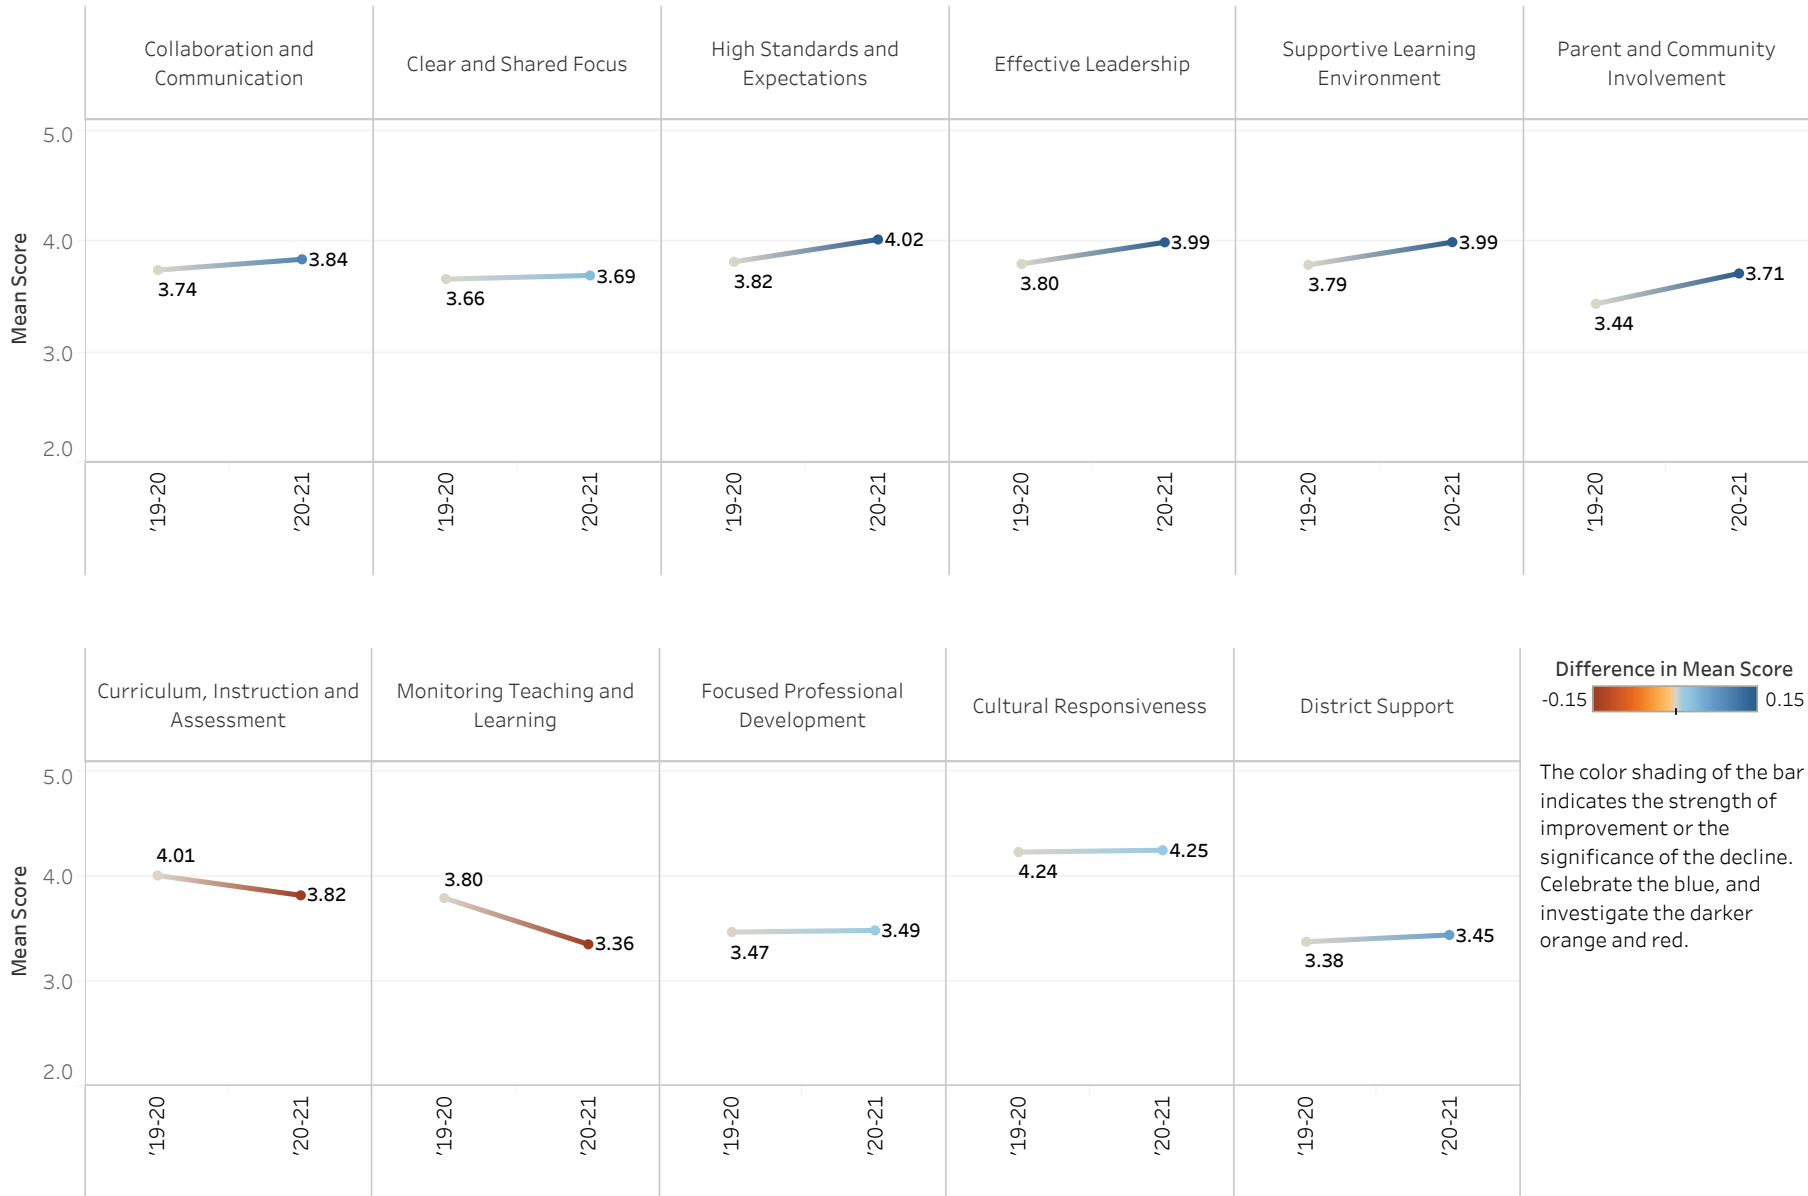 Collaboration and
Communication
Clear and Shared Focus
High Standards and
Expectations
Effective Leadership
Supportive Learning
Environment
Parent and Community
Involvement
Mean Score
5.0
4.0
3.0
2.0
3.74
3.84
3.66
3.69
3.82
4.02
3.80
3.99
3.79
3.99
3.44
3.71
'19-20
'20-21
'19-20
'20-21
'19-20
'20-21
'19-20
'20-21
'19-20
'20-21
'19-20
'20-21
Curriculum, Instruction and
Assessment
Monitoring Teaching and
Learning
Focused Professional
Development
Cultural Responsiveness
District Support
Mean Score
5.0
4.0
3.0
2.0
4.01
3.82
3.80
3.36
3.47
3.49
4.24
4.25
3.38
3.45
'19-20
'20-21
'19-20
'20-21
'19-20
'20-21
'19-20
'20-21
'19-20
'20-21
Difference in Mean Score
-0.15
0.15
The color shading of the bar
indicates the strength of
improvement or the
significance of the decline.
Celebrate the blue, and
investigate the darker
orange and red.